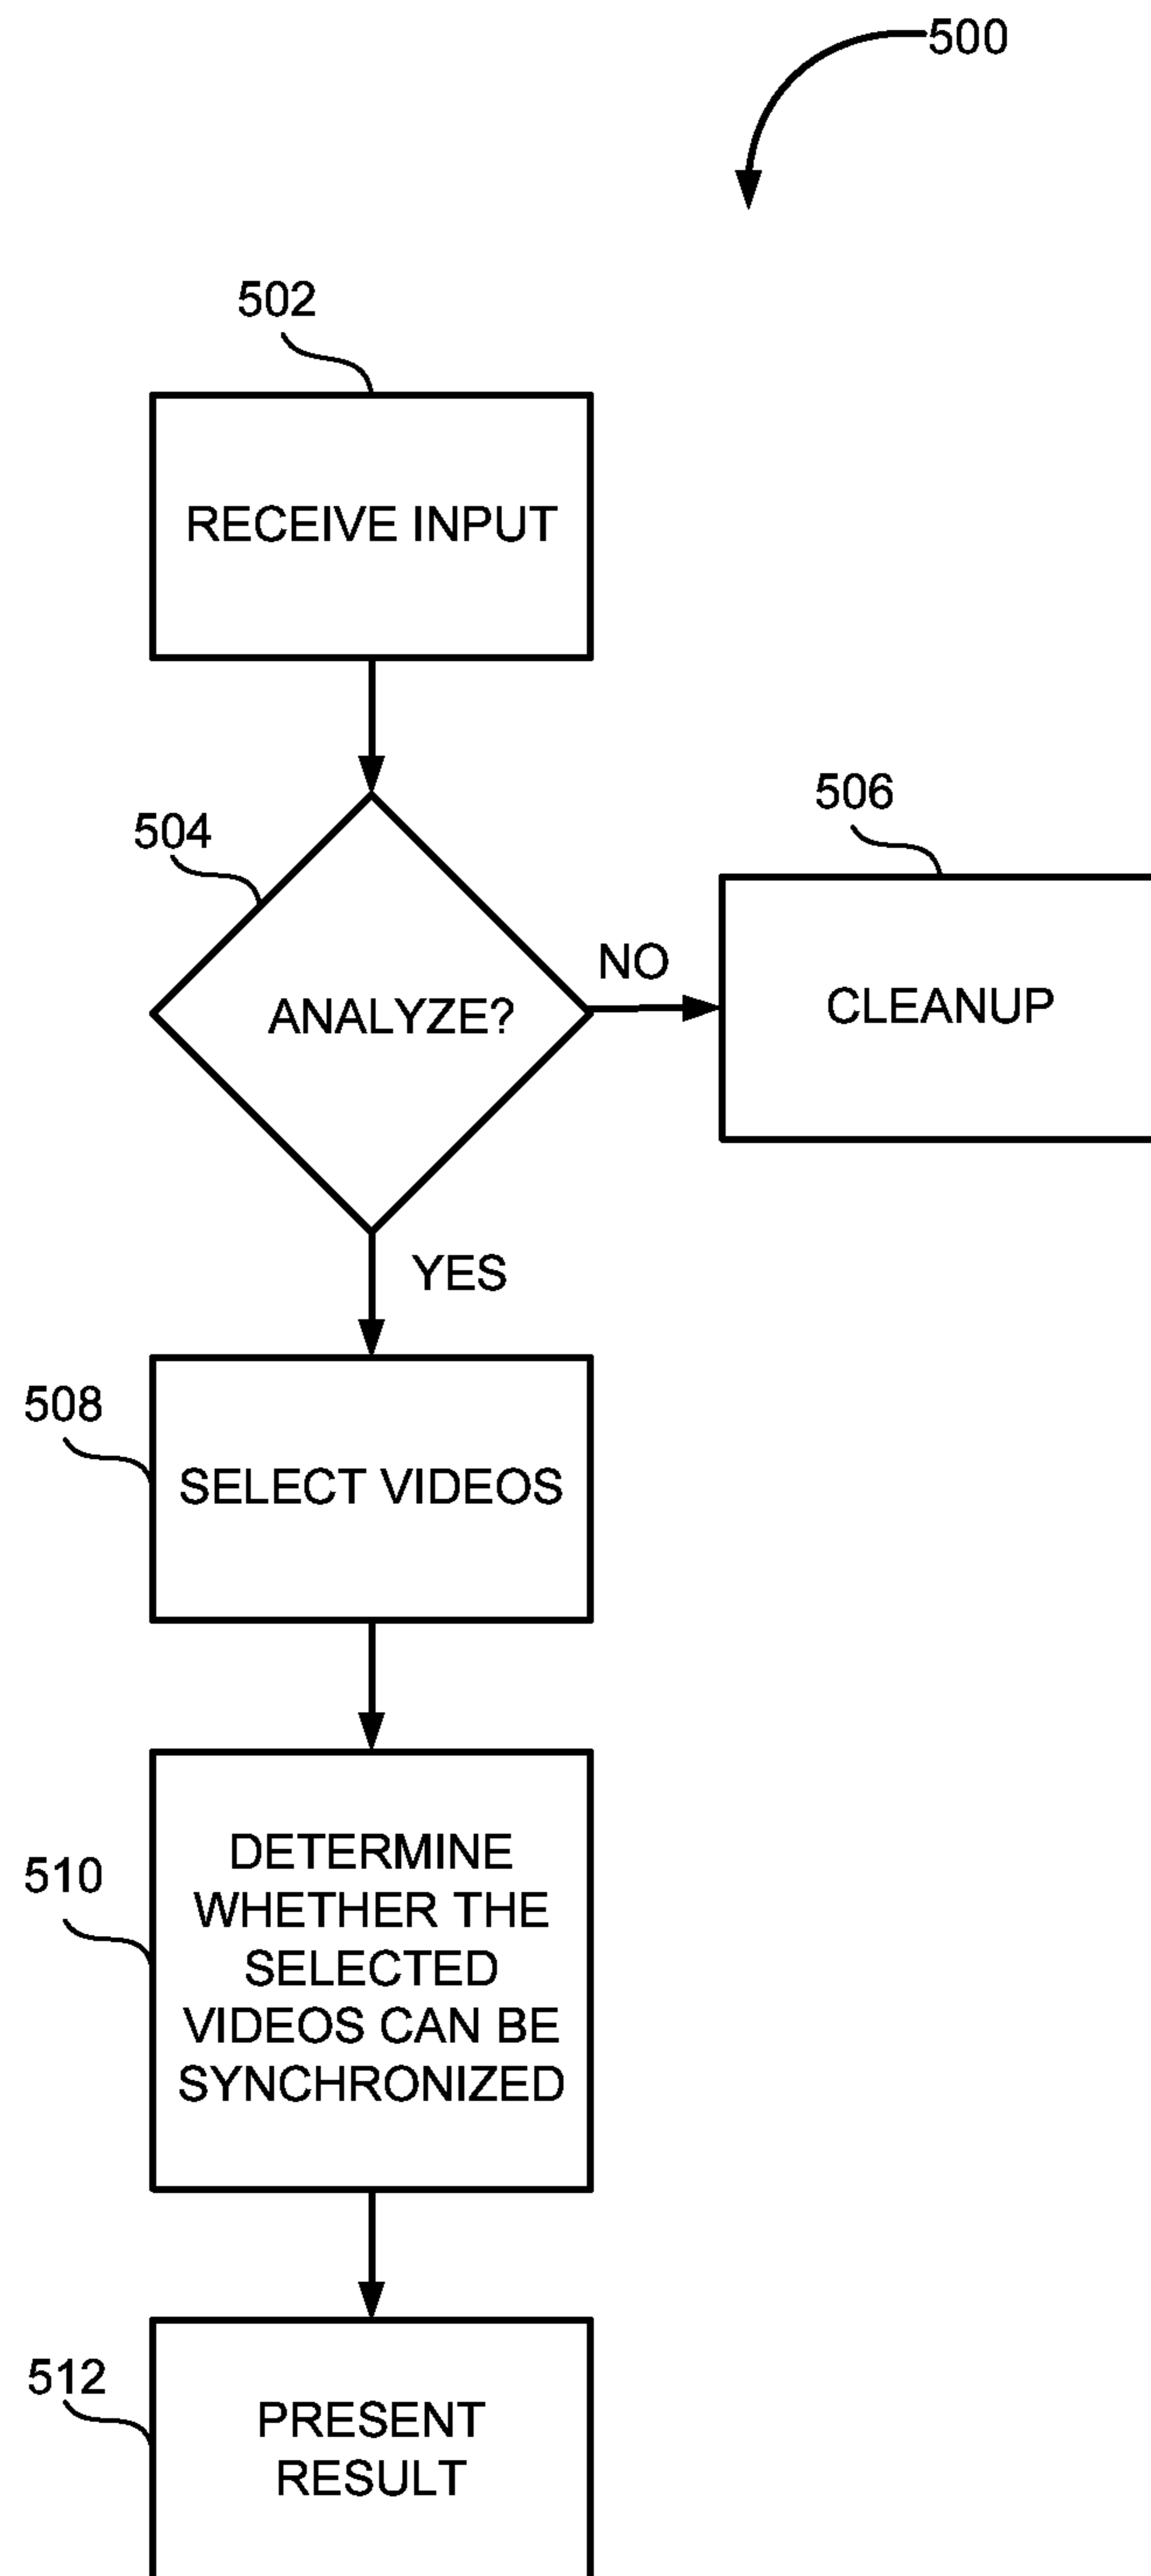 500
502
RECEIVE INPUT
504
ANALYZE?
NO
506
CLEANUP
YES
508
SELECT VIDEOS
510
DETERMINE
WHETHER THE
SELECTED
VIDEOS CAN BE
SYNCHRONIZED
512
PRESENT
RESULT